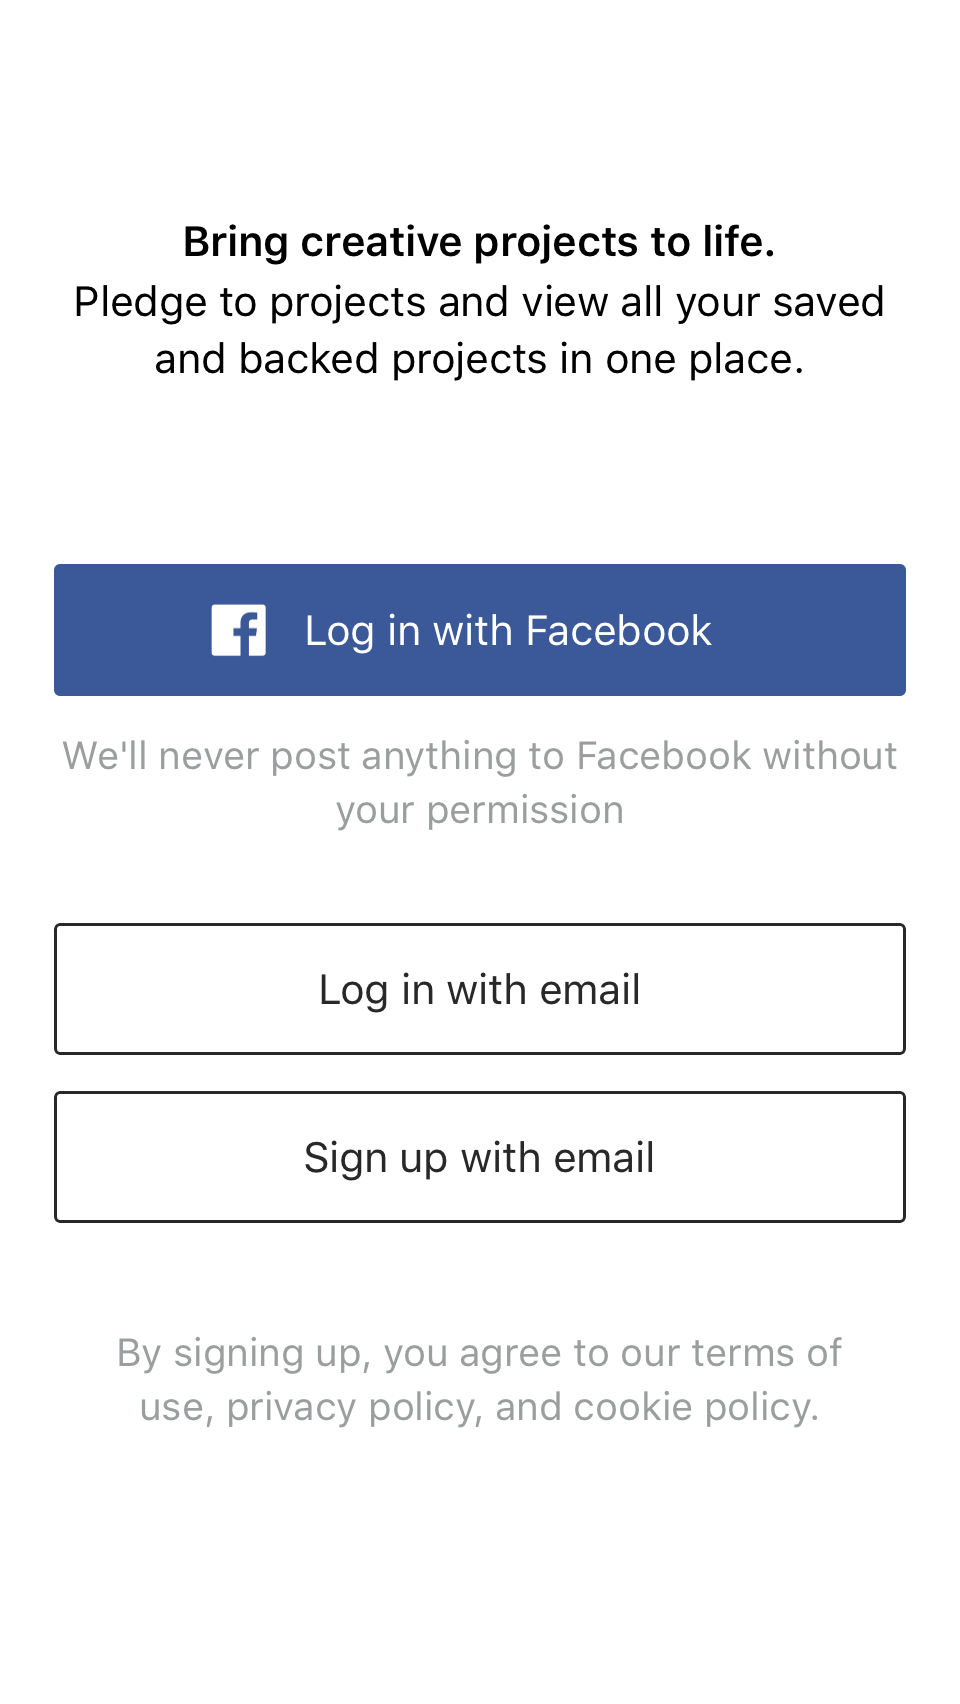 Bring creative projects to life.
Pledge to projects and view all your saved
and backed projects in one place.
Log in with Facebook
We'll never post anything to Facebook without
your permission
Log in with email
Sign up with email
By signing up, you agree to our terms of
use, privacy policy, and cookie policy.